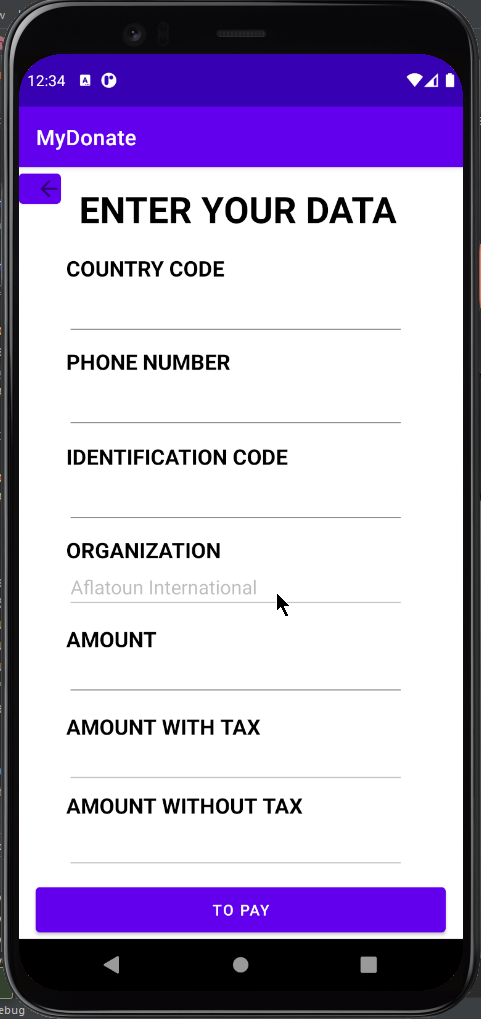 12:34
MyDonate
ENTER YOUR DATA
COUNTRY CODE
PHONE NUMBER
IDENTIFICATION CODE
ORGANIZATION
Aflatoun International
AMOUNT
AMOUNT WITH TAX
AMOUNT WITHOUT TAX
TO PAY
ebug